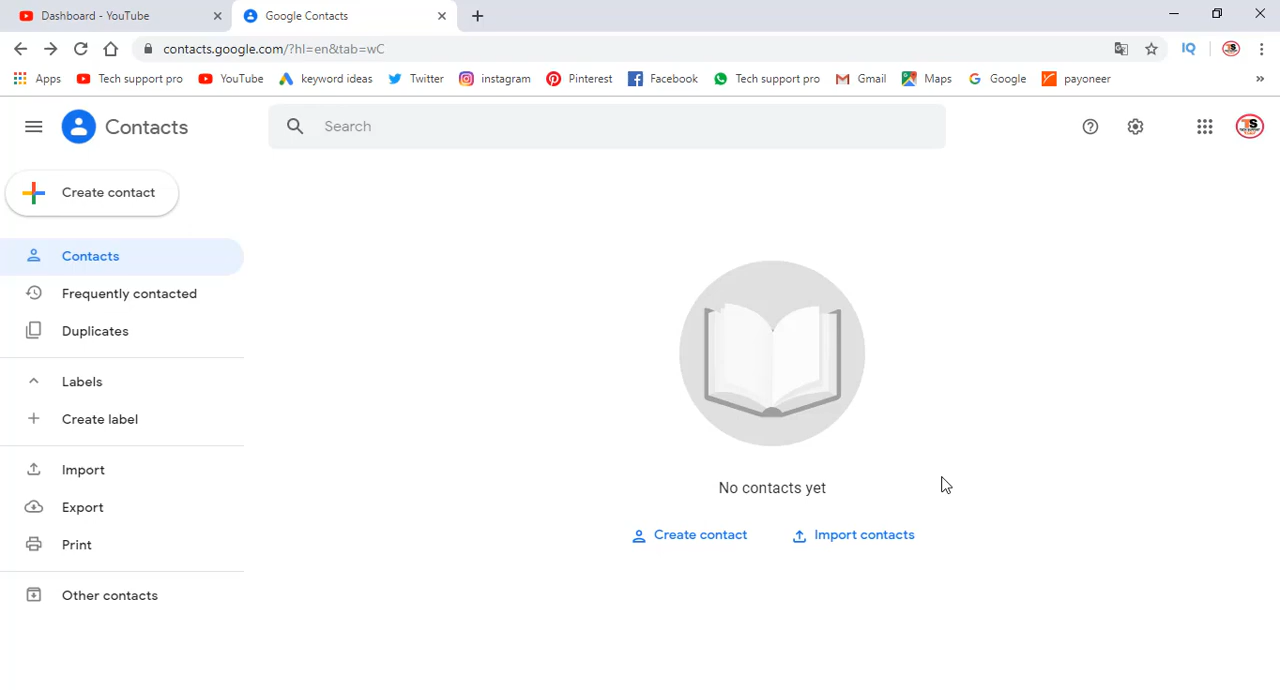 Dashboard - YouTube
Google Contacts
contacts.google.com/?hl=en&tab=wC
IQ
Apps Tech support pro YouTube keyword ideas Twitter instagram Pinterest Facebook Tech support pro Gmail Maps Google payoneer »
Contacts
Search
TS
Create contact
Contacts
Frequently contacted
Duplicates
Labels
Create label
Import
Export
Print
Other contacts
No contacts yet
Create contact Import contacts